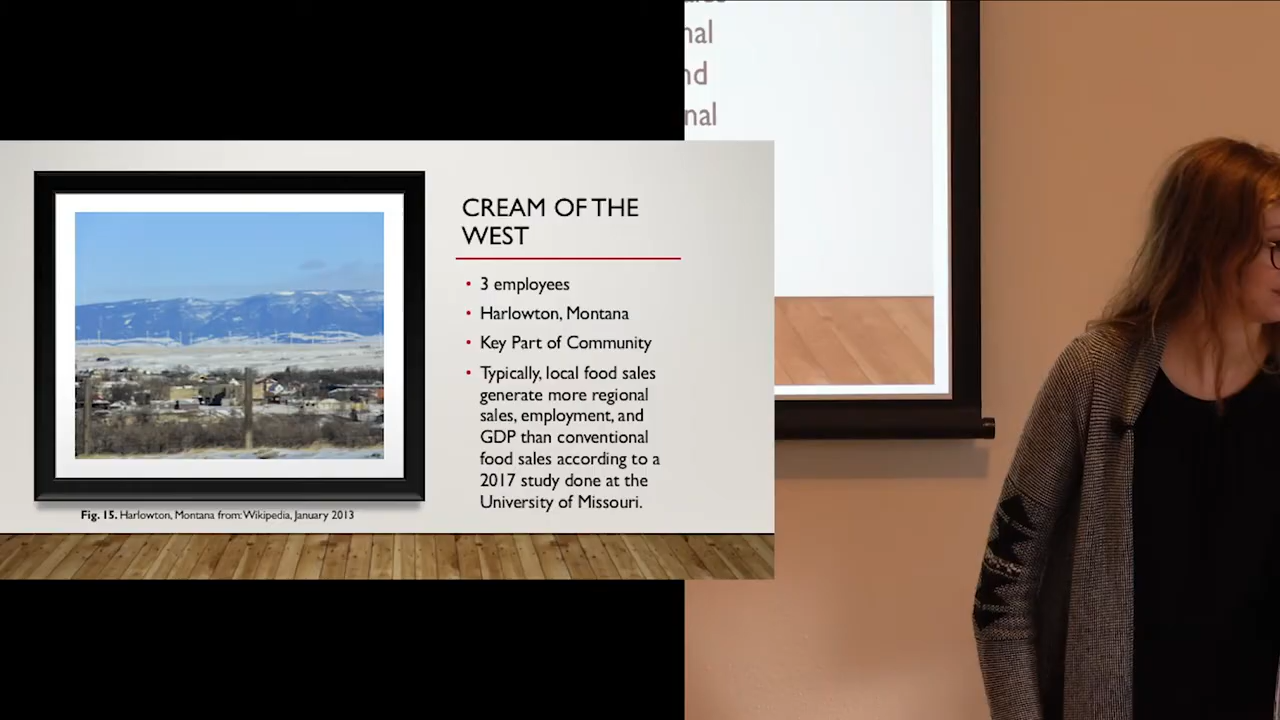 nal
nd
nal
CREAM OF THE
WEST
• 3 employees
• Harlowton, Montana
• Key Part of Community
• Typically, local food sales
generate more regional
sales, employment, and
GDP than conventional
food sales according to a
2017 study done at the
University of Missouri.
Fig. 15. Harlowton, Montana from: Wikipedia, January 2013